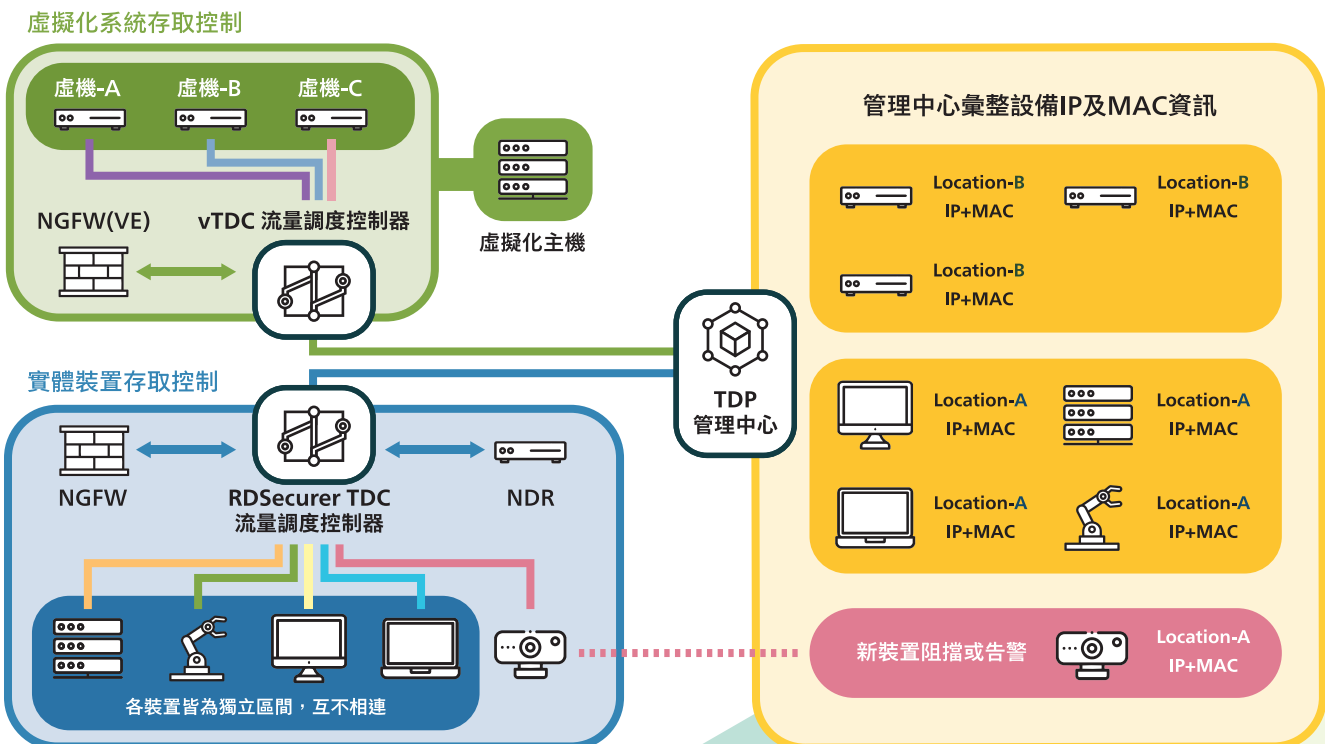 虛擬化系統存取控制
虛機-A
虛機-B
虛機-C
NGFW(VE)
vTDC 流量調度控制器
虛擬化主機
實體裝置存取控制
NGFW
RDSecurer TDC
流量調度控制器
NDR
各裝置皆為獨立區間，互不相連
TDP
管理中心
管理中心彙整設備IP及MAC資訊
Location-B
IP+MAC
Location-B
IP+MAC
Location-B
IP+MAC
Location-A
IP+MAC
Location-A
IP+MAC
Location-A
IP+MAC
Location-A
IP+MAC
新裝置阻擋或告警
Location-A
IP+MAC